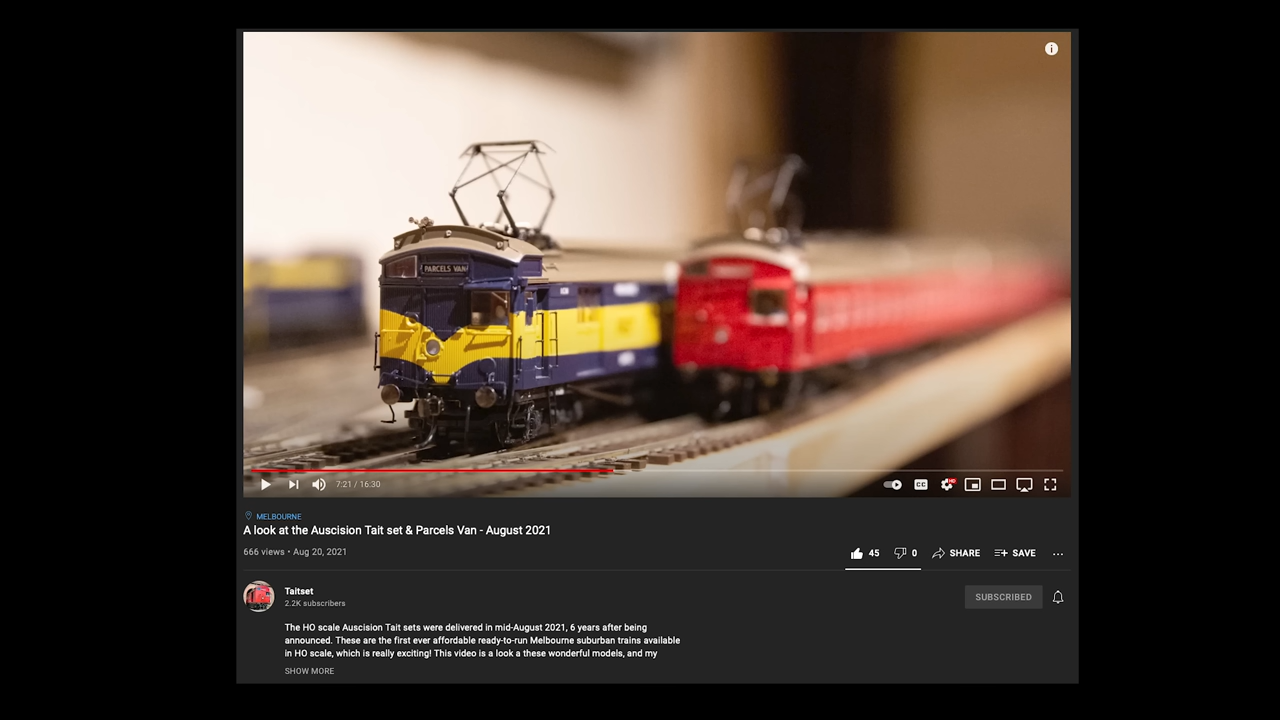 PARCELS VAN
7:21 / 16:30
CC
HD
MELBOURNE
A look at the Auscision Tait set & Parcels Van - August 2021
666 views • Aug 20, 2021
45
0
SHARE
SAVE
Taitset
2.2K subscribers
SUBSCRIBED
The HO scale Auscision Tait sets were delivered in mid-August 2021, 6 years after being
announced. These are the first ever affordable ready-to-run Melbourne suburban trains available
in HO scale, which is really exciting! This video is a look a these wonderful models, and my
SHOW MORE